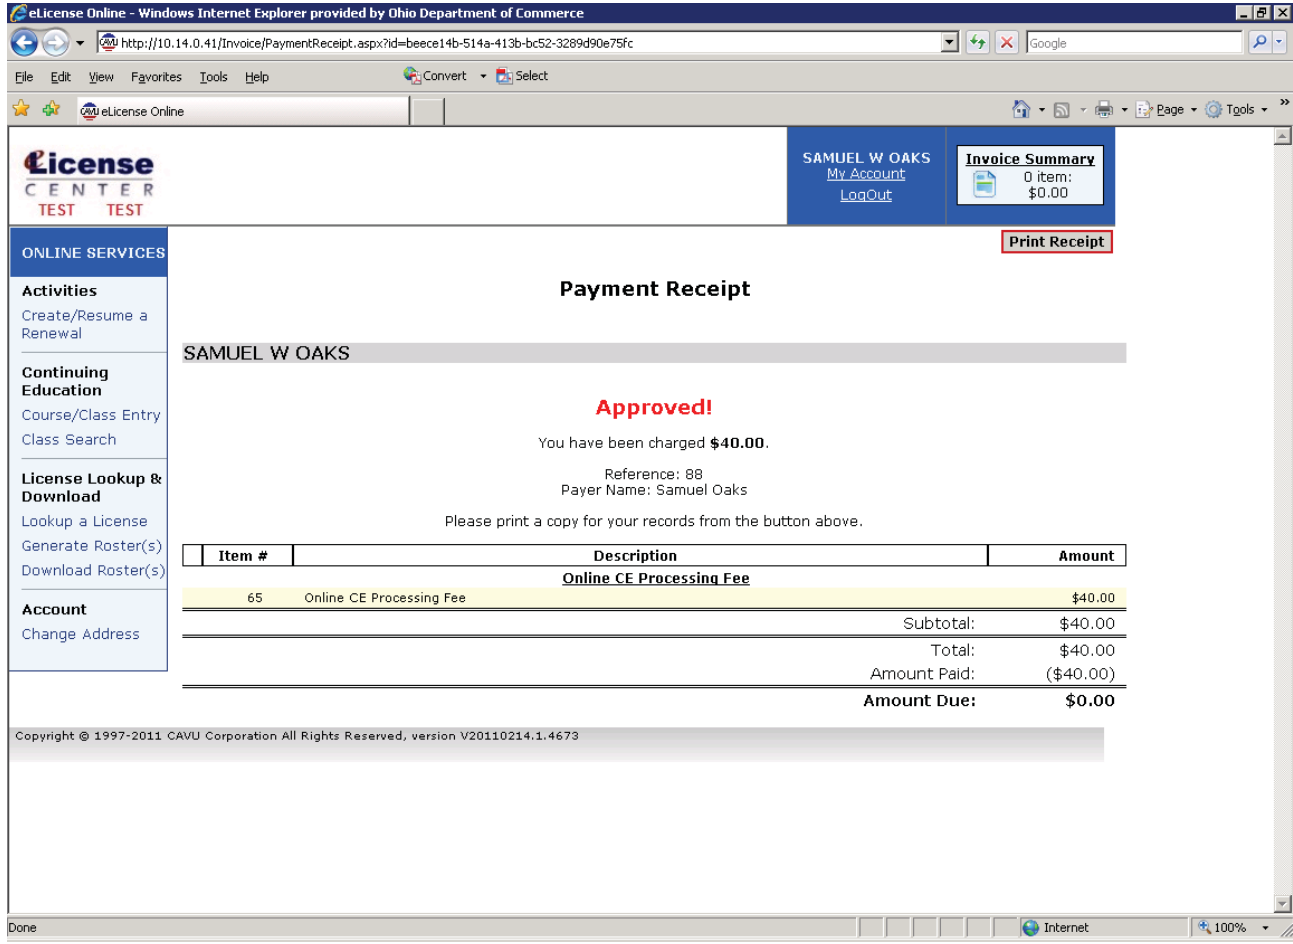 eLicense Online - Windows Internet Explorer provided by Ohio Department of Commerce
http://10.14.0.41/Invoice/PaymentReceipt.aspx?id=beece14b-514a-413b-bc52-3289d90e75fc
Google
File Edit View Favorites Tools Help Convert Select
eLicense Online
Page Tools »
eLicense
CENTER
TEST TEST
SAMUEL W OAKS
My Account
LogOut
Invoice Summary
0 item:
$0.00
Print Receipt
ONLINE SERVICES
Activities
Create/Resume a
Renewal
Continuing
Education
Course/Class Entry
Class Search
License Lookup &
Download
Lookup a License
Generate Roster(s)
Download Roster(s)
Account
Change Address
Payment Receipt
SAMUEL W OAKS
Approved!
You have been charged $40.00.
Reference: 88
Payer Name: Samuel Oaks
Please print a copy for your records from the button above.
Item # Description Amount
Online CE Processing Fee
65 Online CE Processing Fee $40.00
Subtotal: $40.00
Total: $40.00
Amount Paid: ($40.00)
Amount Due: $0.00
Copyright © 1997-2011 CAVU Corporation All Rights Reserved, version V20110214.1.4673
Done Internet 100%